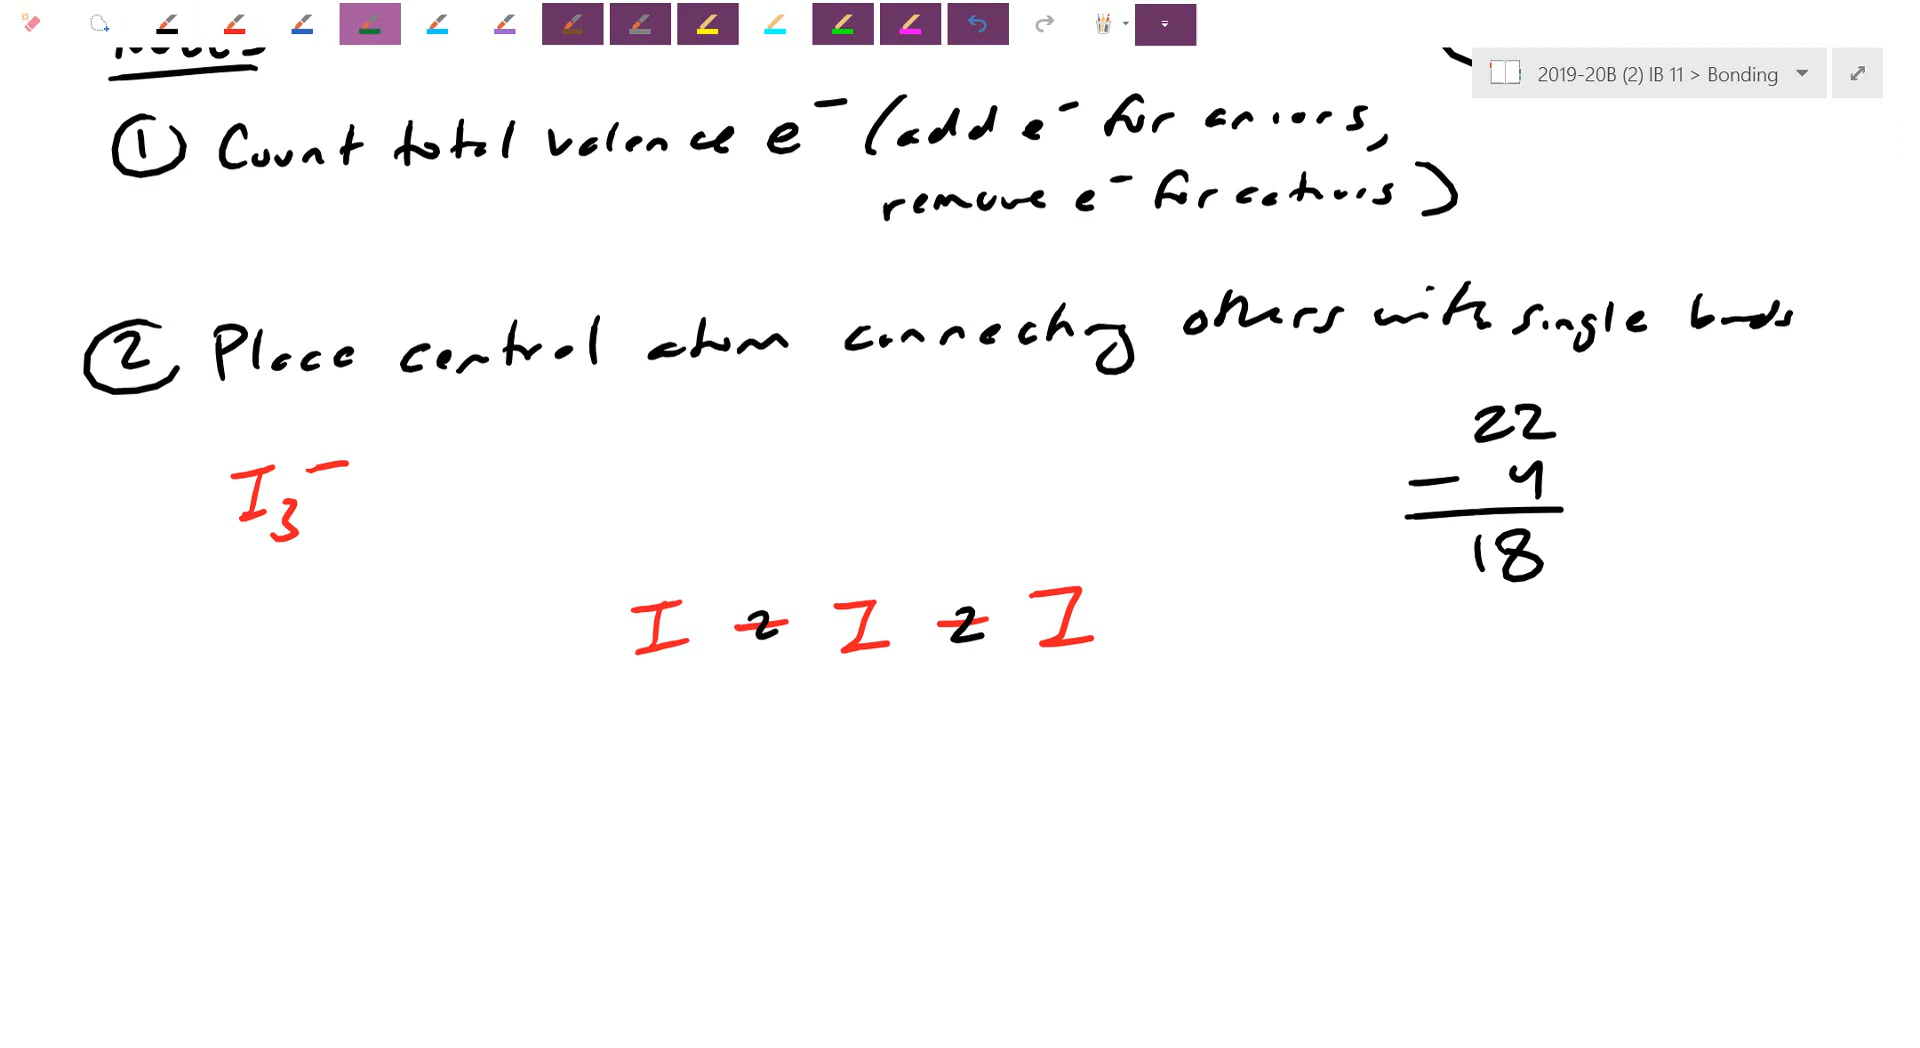 2019-20B (2) IB 11 > Bonding
① Count total valence e⁻ (add e⁻ for anions,
remove e⁻ for cations)
② Place central atom connecting others with single bonds
22
I₃⁻
- 4
18
I 2 I 2 I